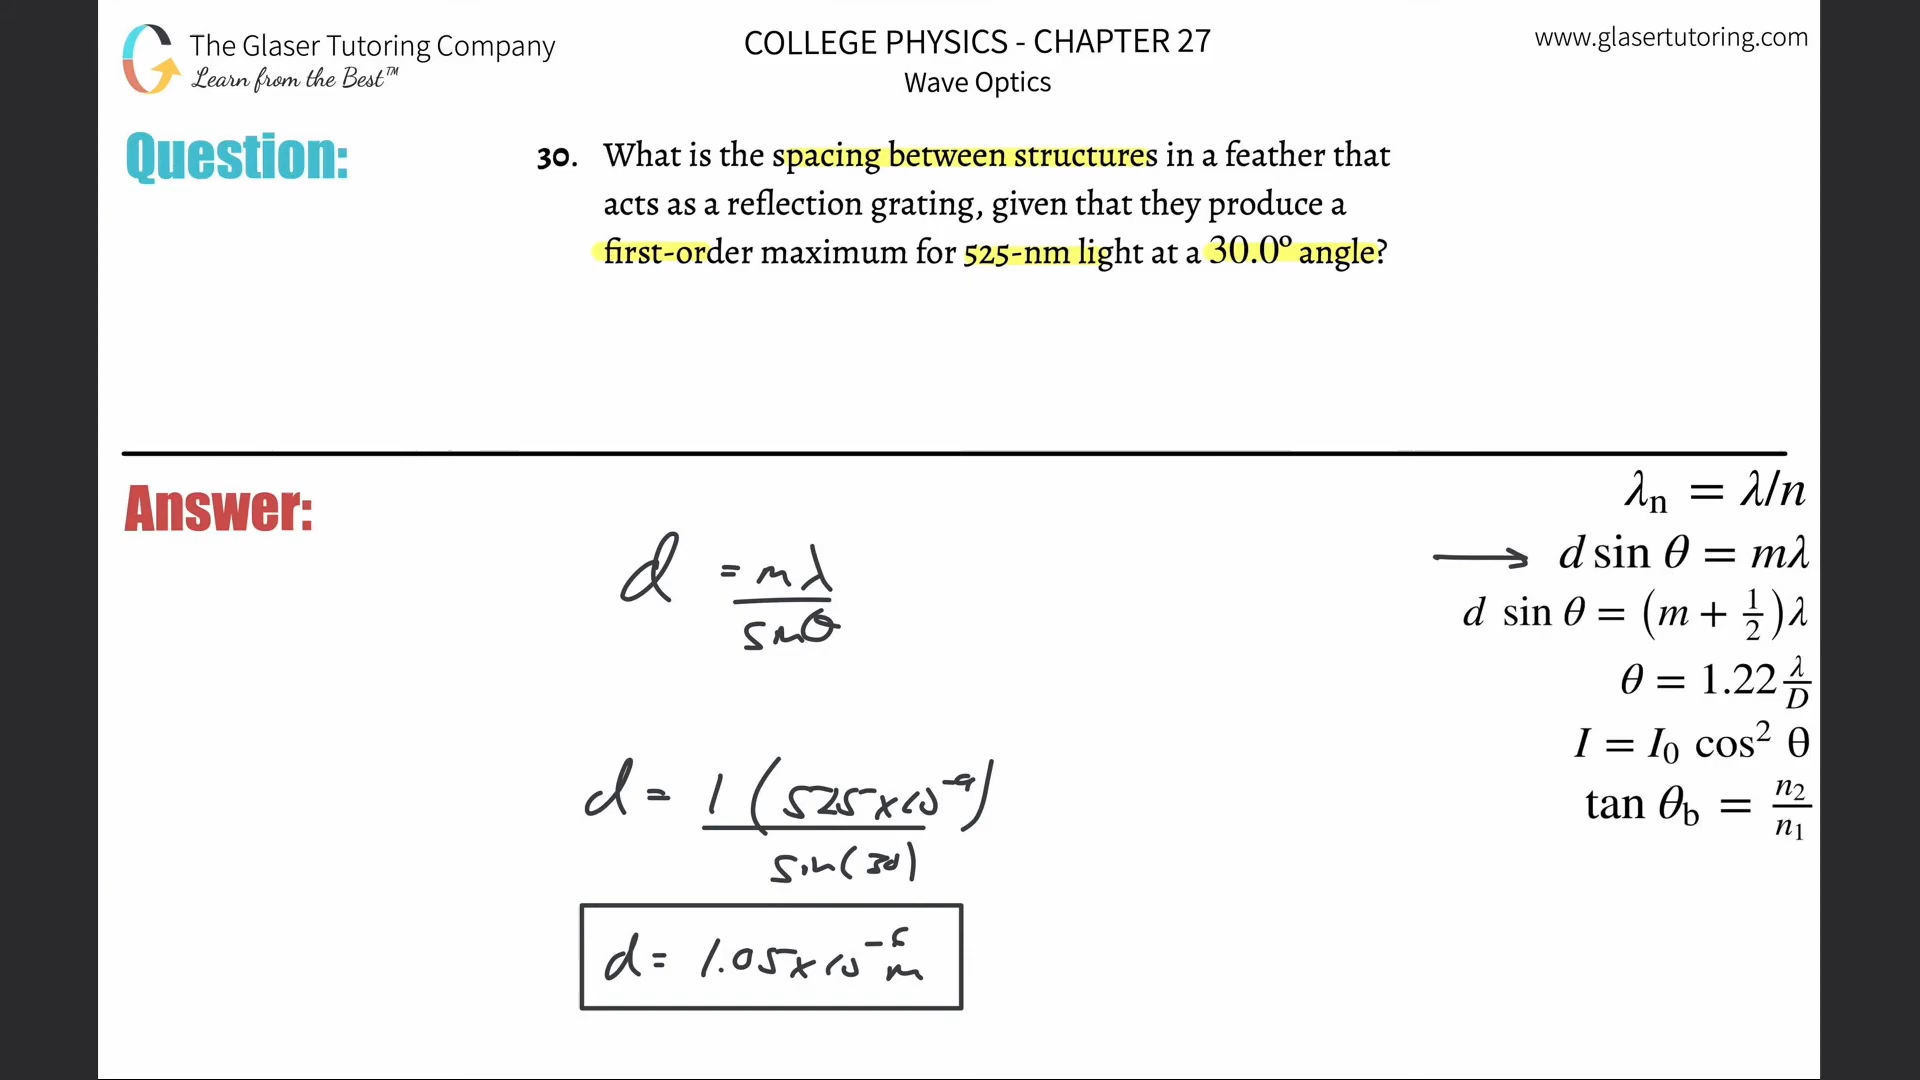 The Glaser Tutoring Company
Learn from the Best™
COLLEGE PHYSICS - CHAPTER 27
Wave Optics
www.glasertutoring.com
Question:
30. What is the spacing between structures in a feather that
acts as a reflection grating, given that they produce a
first-order maximum for 525-nm light at a 30.0º angle?
Answer:
λn = λ/n
d sin θ = mλ
d sin θ = (m + 1/2)λ
θ = 1.22 λ/D
I = I0 cos² θ
tan θb = n2/n1
d = mλ
sinθ
d = 1 (525x10⁻⁹)
sin(30)
d = 1.05x10⁻⁶ m